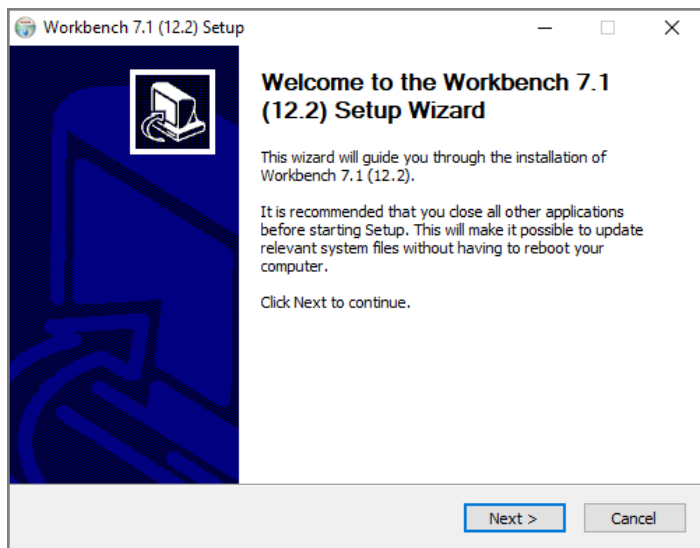 Workbench 7.1 (12.2) Setup
Welcome to the Workbench 7.1
(12.2) Setup Wizard
This wizard will guide you through the installation of
Workbench 7.1 (12.2).
It is recommended that you close all other applications
before starting Setup. This will make it possible to update
relevant system files without having to reboot your
computer.
Click Next to continue.
Next >
Cancel